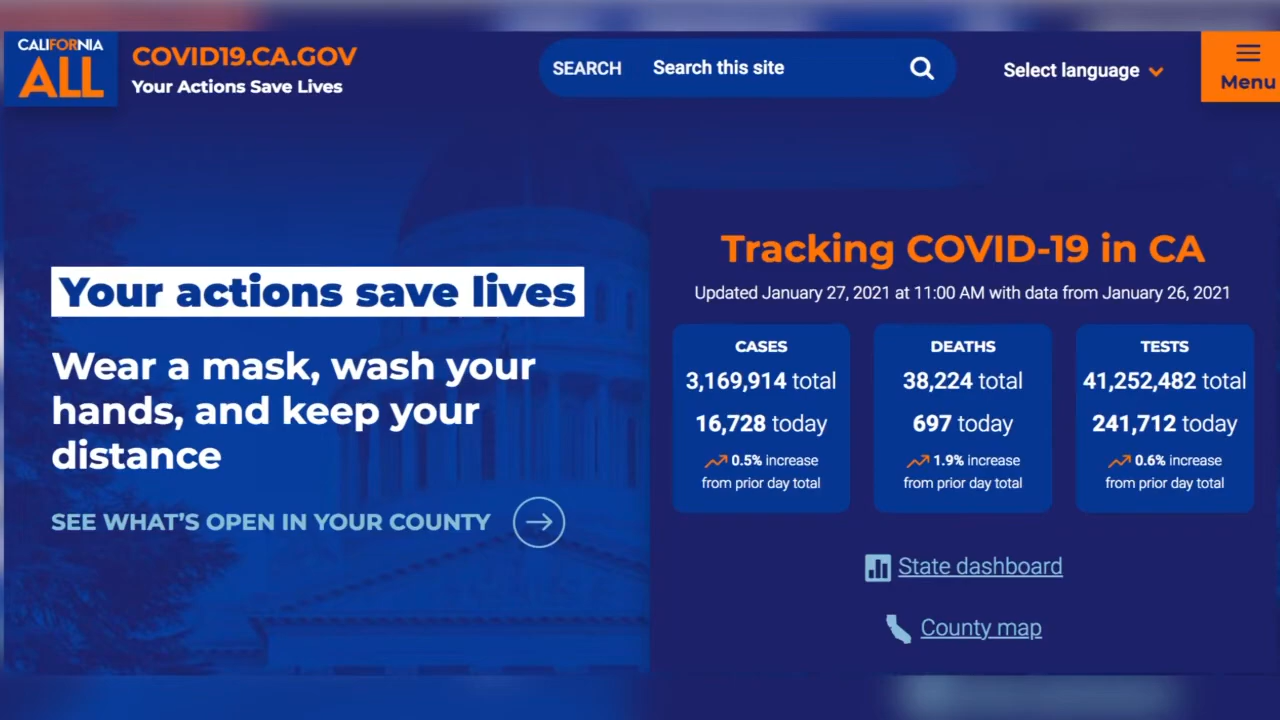 CALIFORNIA
ALL
COVID19.CA.GOV
Your Actions Save Lives
SEARCH
Search this site
Select language
Menu
Your actions save lives
Wear a mask, wash your
hands, and keep your
distance
SEE WHAT'S OPEN IN YOUR COUNTY
Tracking COVID-19 in CA
Updated January 27, 2021 at 11:00 AM with data from January 26, 2021
CASES
3,169,914 total
16,728 today
0.5% increase
from prior day total
DEATHS
38,224 total
697 today
1.9% increase
from prior day total
TESTS
41,252,482 total
241,712 today
0.6% increase
from prior day total
State dashboard
County map